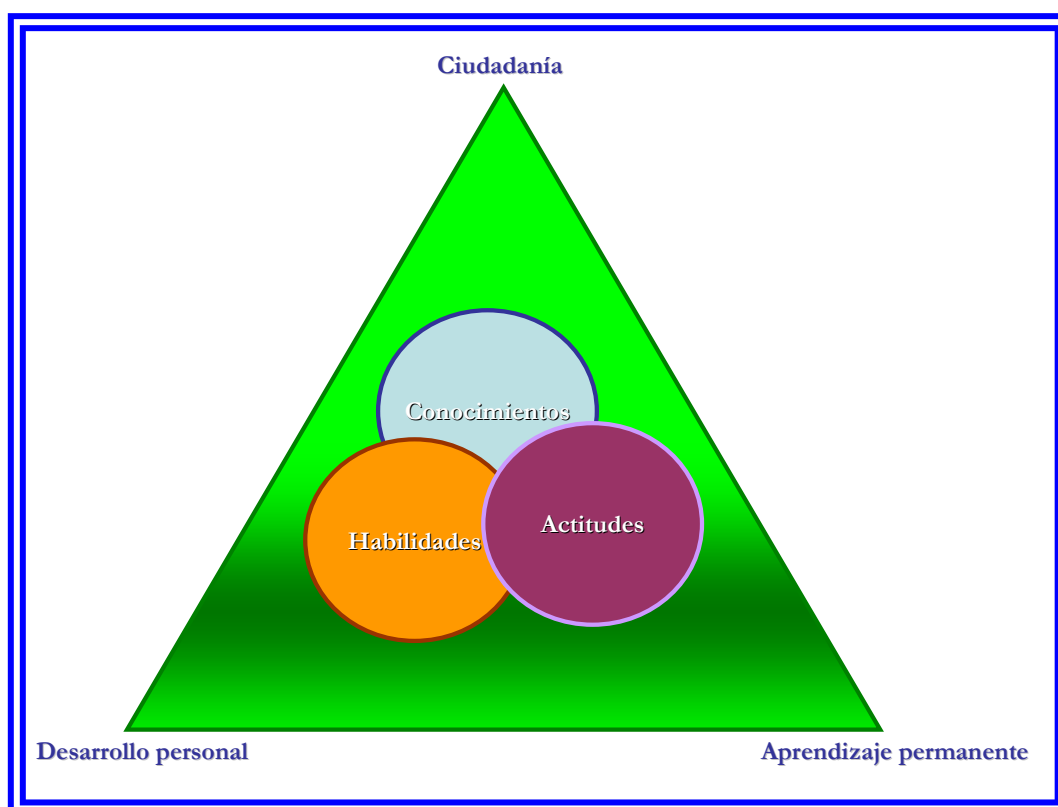 Ciudadanía
Conocimientos
Actitudes
Habilidades
Desarrollo personal
Aprendizaje permanente